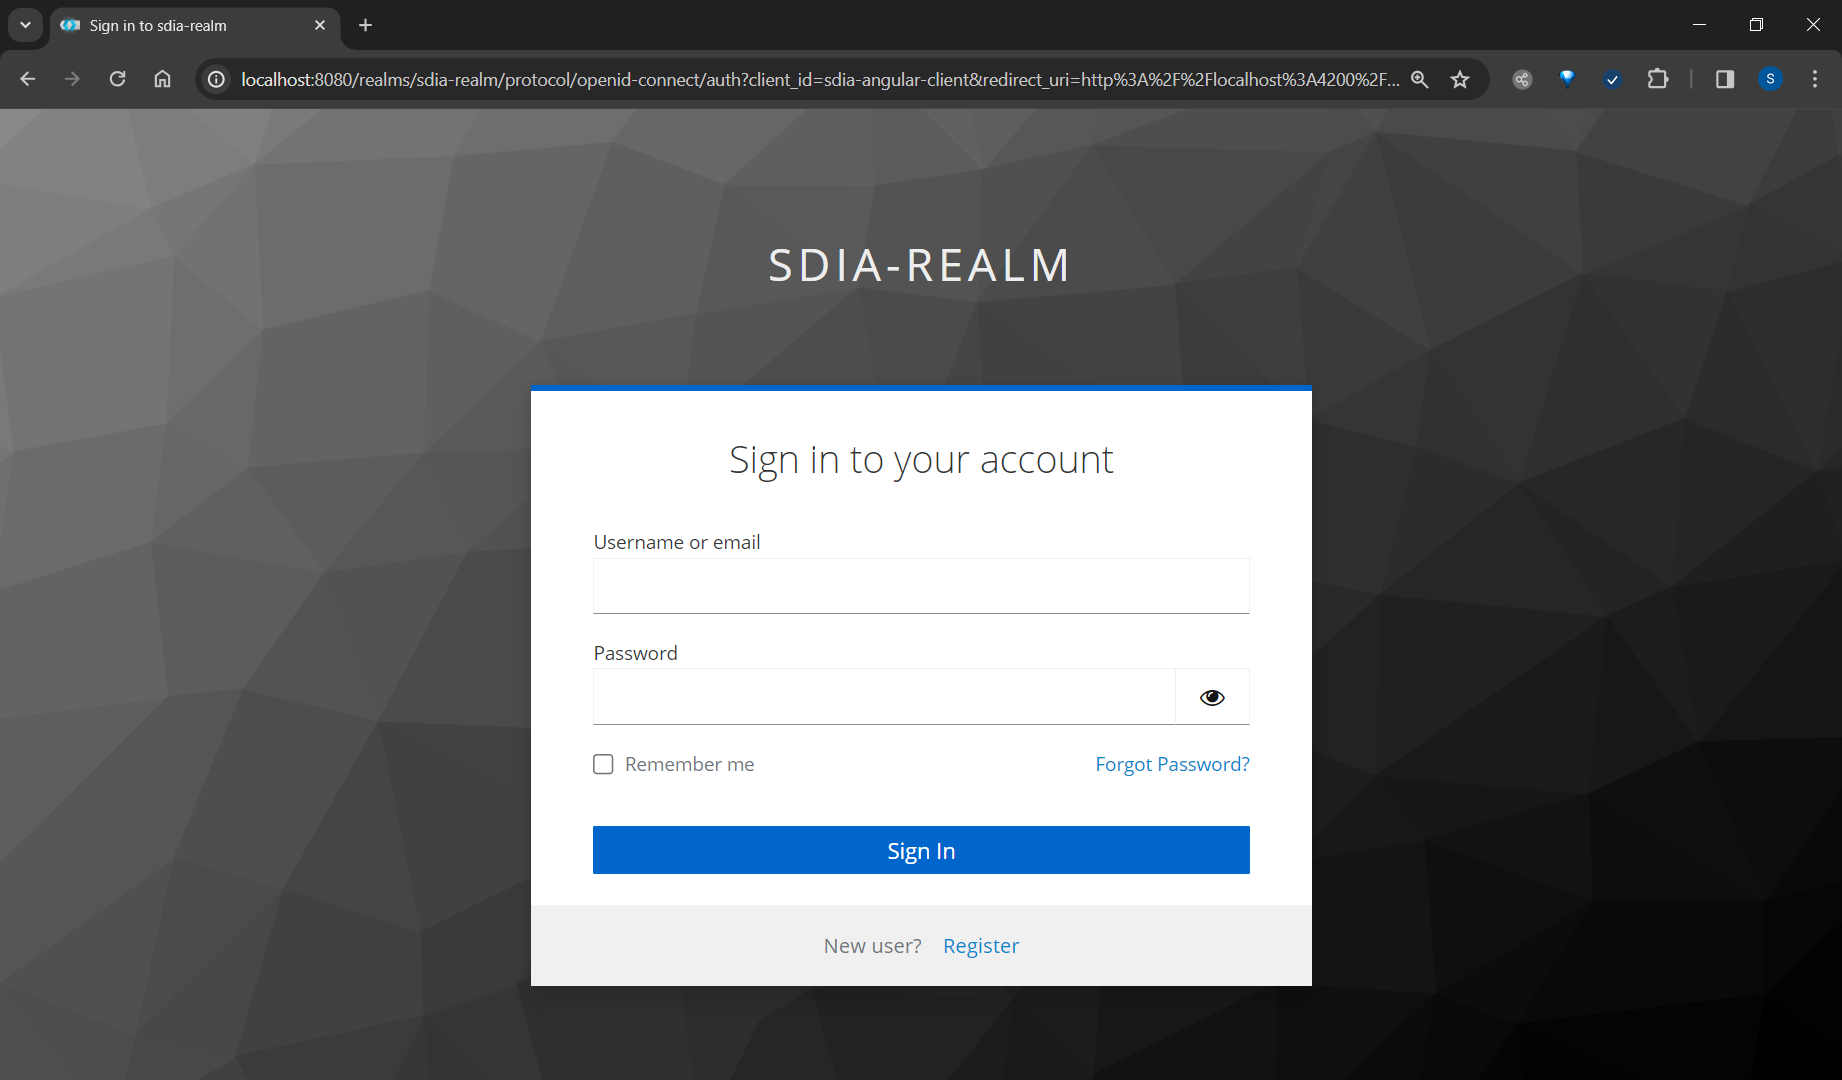 Sign in to sdia-realm
localhost:8080/realms/sdia-realm/protocol/openid-connect/auth?client_id=sdia-angular-client&redirect_uri=http%3A%2F%2Flocalhost%3A4200%2F...
S
SDIA-REALM
Sign in to your account
Username or email
Password
Remember me Forgot Password?
Sign In
New user? Register